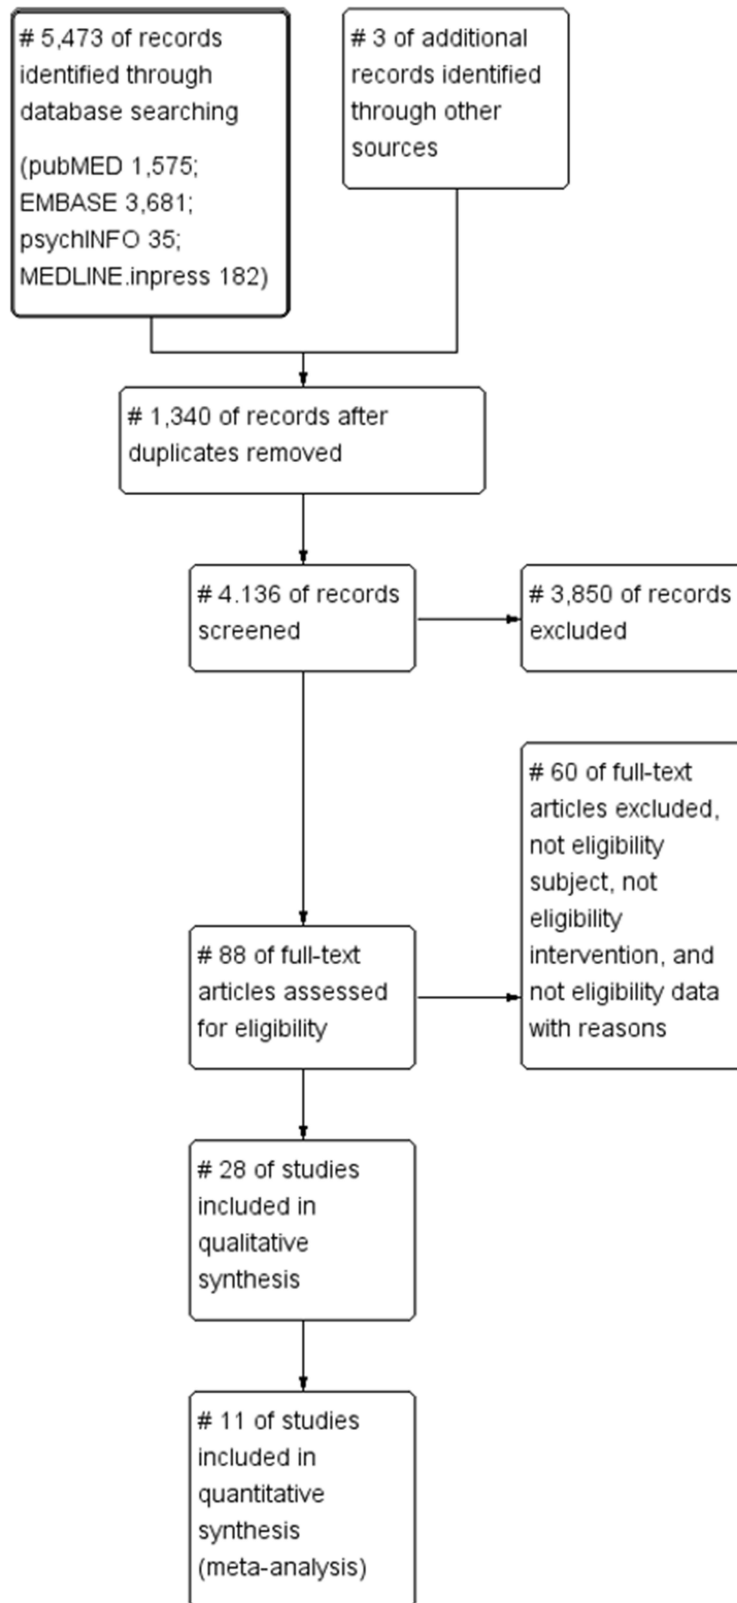 # 5,473 of records
identified through
database searching
(pubMED 1,575;
EMBASE 3,681;
psychINFO 35;
MEDLINE.inpress 182)
# 3 of additional
records identified
through other
sources
# 1,340 of records after
duplicates removed
# 4.136 of records
screened
# 3,850 of records
excluded
# 60 of full-text
articles excluded,
not eligibility
subject, not
eligibility
intervention, and
not eligibility data
with reasons
# 88 of full-text
articles assessed
for eligibility
# 28 of studies
included in
qualitative
synthesis
# 11 of studies
included in
quantitative
synthesis
(meta-analysis)